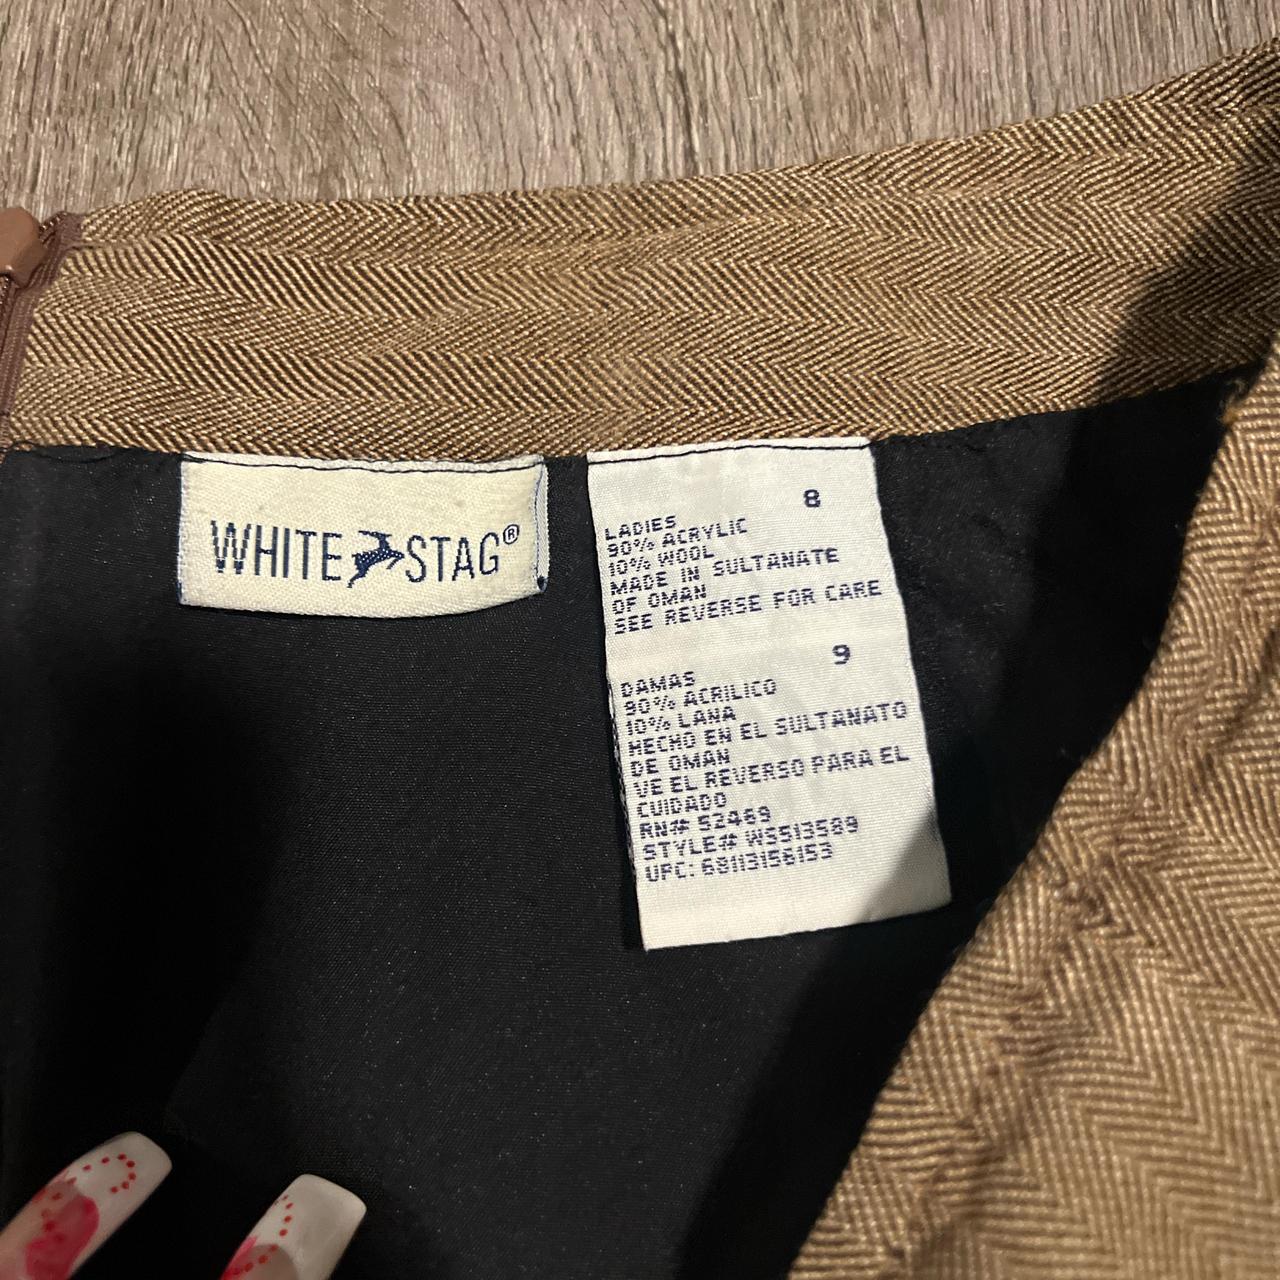 WHITE STAG®
8
LADIES
90% ACRYLIC
10% WOOL
MADE IN SULTANATE
OF OMAN
SEE REVERSE FOR CARE
9
DAMAS
90% ACRILICO
10% LANA
HECHO EN EL SULTANATO
DE OMAN
VE EL REVERSO PARA EL
CUIDADO
RN# 52469
STYLE# WS513589
UPC: 68113156153